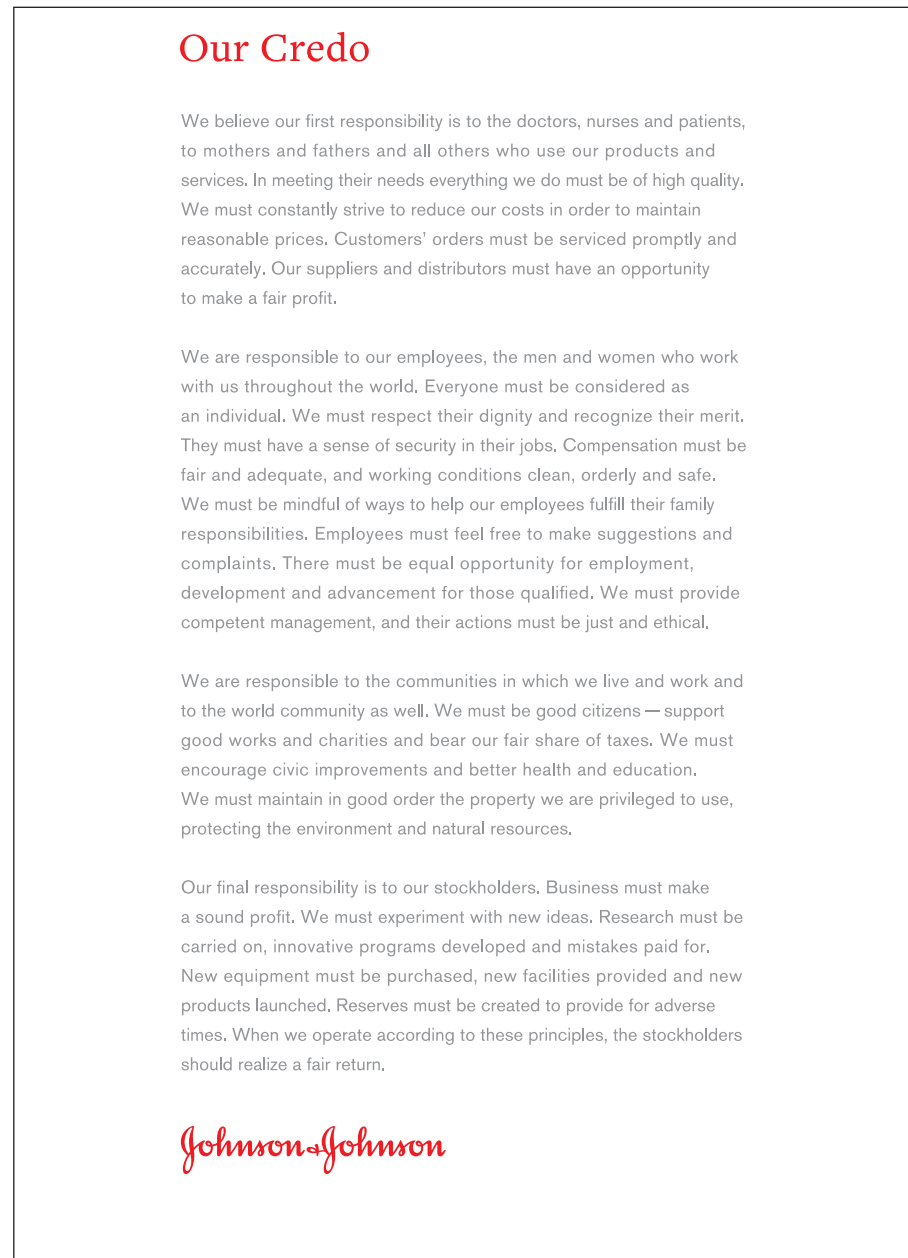 Our Credo
We believe our first responsibility is to the doctors, nurses and patients,
to mothers and fathers and all others who use our products and
services. In meeting their needs everything we do must be of high quality.
We must constantly strive to reduce our costs in order to maintain
reasonable prices. Customers’ orders must be serviced promptly and
accurately. Our suppliers and distributors must have an opportunity
to make a fair profit.
We are responsible to our employees, the men and women who work
with us throughout the world. Everyone must be considered as
an individual. We must respect their dignity and recognize their merit.
They must have a sense of security in their jobs. Compensation must be
fair and adequate, and working conditions clean, orderly and safe.
We must be mindful of ways to help our employees fulfill their family
responsibilities. Employees must feel free to make suggestions and
complaints. There must be equal opportunity for employment,
development and advancement for those qualified. We must provide
competent management, and their actions must be just and ethical.
We are responsible to the communities in which we live and work and
to the world community as well. We must be good citizens — support
good works and charities and bear our fair share of taxes. We must
encourage civic improvements and better health and education.
We must maintain in good order the property we are privileged to use,
protecting the environment and natural resources.
Our final responsibility is to our stockholders. Business must make
a sound profit. We must experiment with new ideas. Research must be
carried on, innovative programs developed and mistakes paid for.
New equipment must be purchased, new facilities provided and new
products launched. Reserves must be created to provide for adverse
times. When we operate according to these principles, the stockholders
should realize a fair return.
Johnson & Johnson